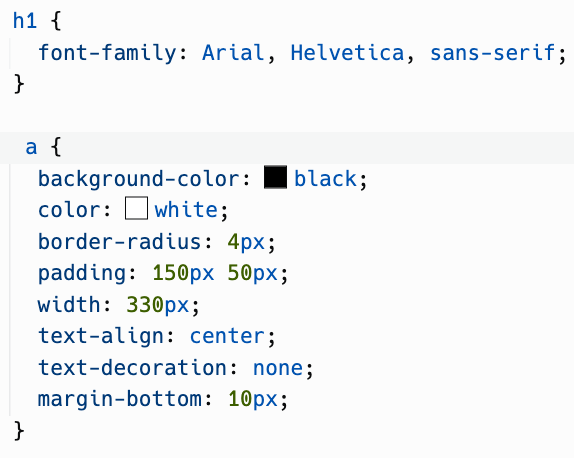 h1 {
font-family: Arial, Helvetica, sans-serif;
}
a {
background-color: black;
color: white;
border-radius: 4px;
padding: 150px 50px;
width: 330px;
text-align: center;
text-decoration: none;
margin-bottom: 10px;
}